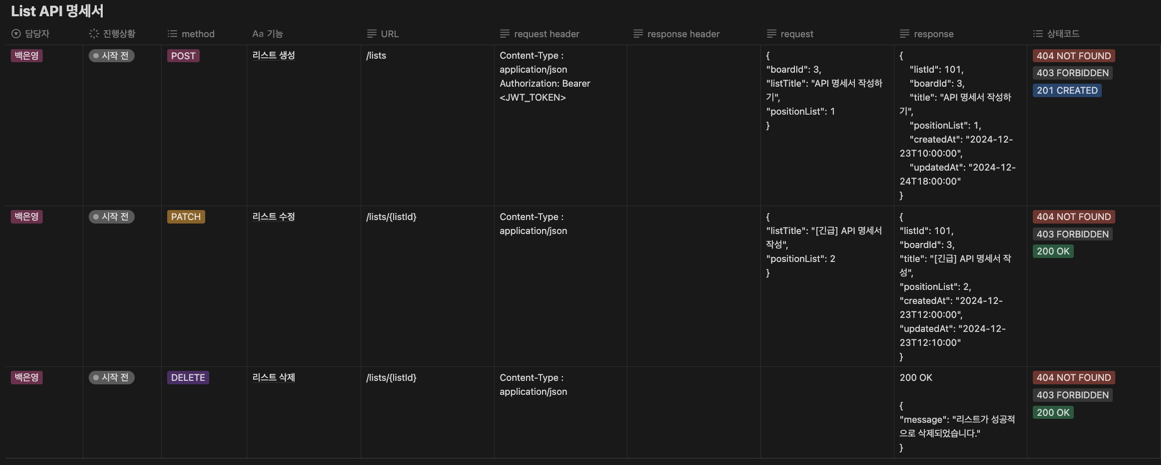 List API 명세서
담당자 진행상황 method Aa 기능 URL request header response header request response 상태코드
백은영
시작 전
POST
리스트 생성
/lists
Content-Type :
application/json
Authorization: Bearer
<JWT_TOKEN>
{
"boardId": 3,
"listTitle": "API 명세서 작성하
기",
"positionList": 1
}
{
"listId": 101,
"boardId": 3,
"title": "API 명세서 작성하
기",
"positionList": 1,
"createdAt": "2024-12-
23T10:00:00",
"updatedAt": "2024-12-
24T18:00:00"
}
404 NOT FOUND
403 FORBIDDEN
201 CREATED
백은영
시작 전
PATCH
리스트 수정
/lists/{listId}
Content-Type :
application/json
{
"listTitle": "[긴급] API 명세서
작성",
"positionList": 2
}
{
"listId": 101,
"boardId": 3,
"title": "[긴급] API 명세서 작
성",
"positionList": 2,
"createdAt": "2024-12-
23T12:00:00",
"updatedAt": "2024-12-
23T12:10:00"
}
404 NOT FOUND
403 FORBIDDEN
200 OK
백은영
시작 전
DELETE
리스트 삭제
/lists/{listId}
Content-Type :
application/json
200 OK
{
"message": "리스트가 성공적
으로 삭제되었습니다."
}
404 NOT FOUND
403 FORBIDDEN
200 OK